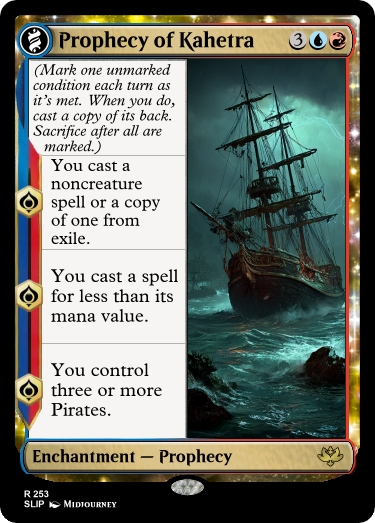 Prophecy of Kahetra 3
(Mark one unmarked
condition each turn as
it's met. When you do,
cast a copy of its back.
Sacrifice after all are
marked.)
You cast a
noncreature
spell or a copy
of one from
exile.
You cast a spell
for less than its
mana value.
You control
three or more
Pirates.
Enchantment — Prophecy
R 253
SLIP Midjourney